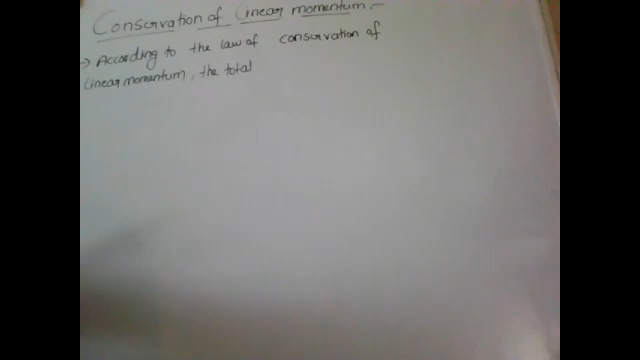 Conservation of Linear momentum :-
→ According to the law of conservation of
Linear momentum, the total